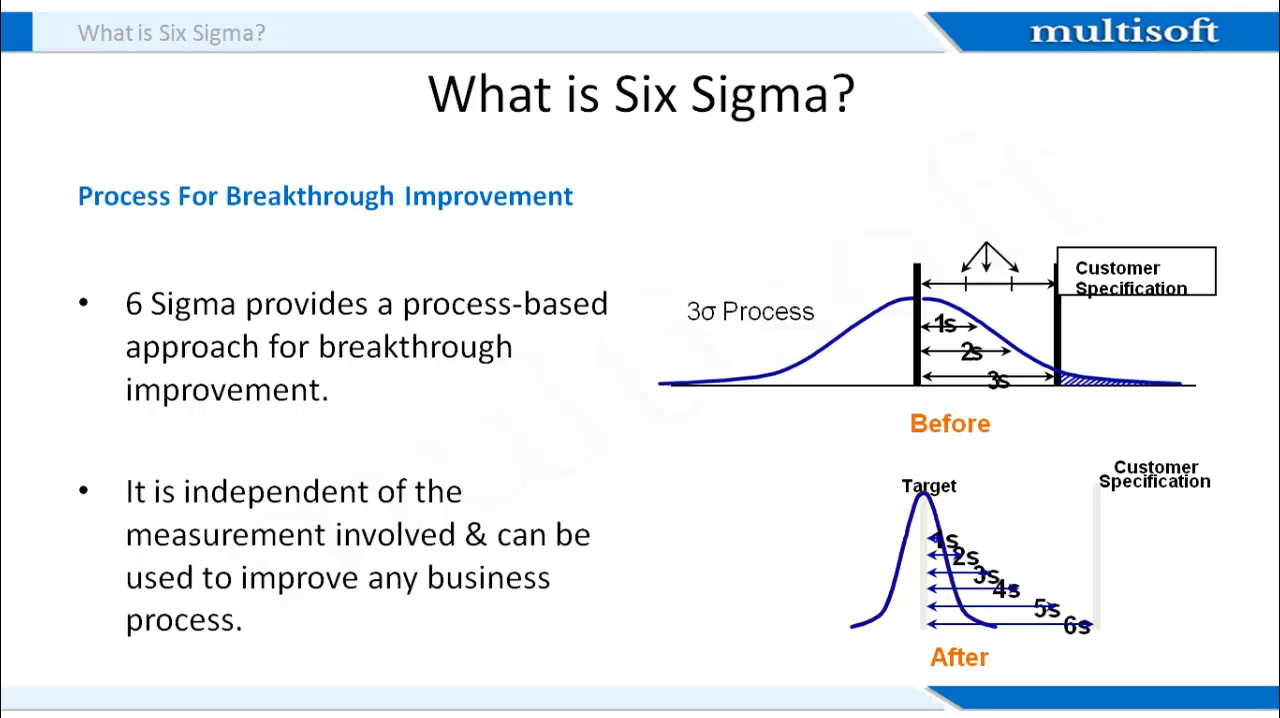 What is Six Sigma?
multisoft
What is Six Sigma?
Process For Breakthrough Improvement
• 6 Sigma provides a process-based
approach for breakthrough
improvement.
• It is independent of the
measurement involved & can be
used to improve any business
process.
3σ Process
Customer
Specification
1s
2s
3s
Before
Target
Customer
Specification
1s
2s
3s
4s
5s
6s
After
multisoft